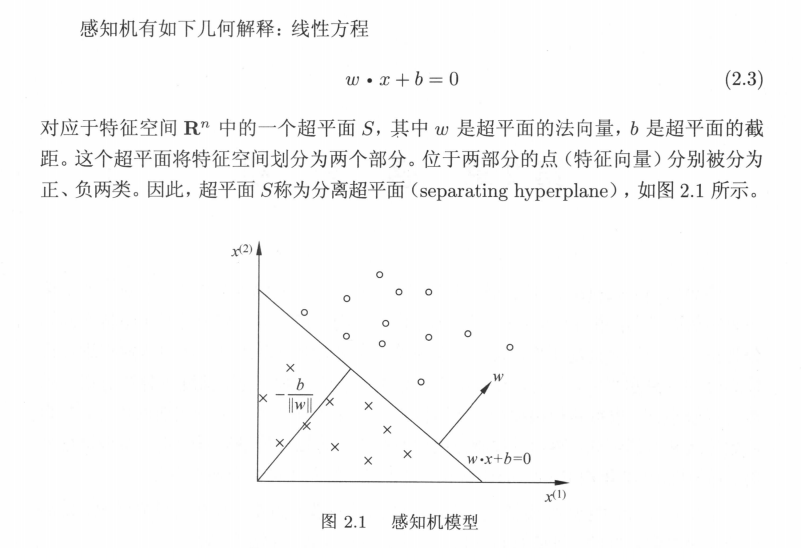 感知机有如下几何解释：线性方程
w • x + b = 0 (2.3)
对应于特征空间 Rⁿ 中的一个超平面 S，其中 w 是超平面的法向量，b 是超平面的截
距。这个超平面将特征空间划分为两个部分。位于两部分的点（特征向量）分别被分为
正、负两类。因此，超平面 S称为分离超平面（separating hyperplane），如图 2.1 所示。
x⁽²⁾
w
− b
‖w‖
w•x+b=0
x⁽¹⁾
图 2.1 感知机模型